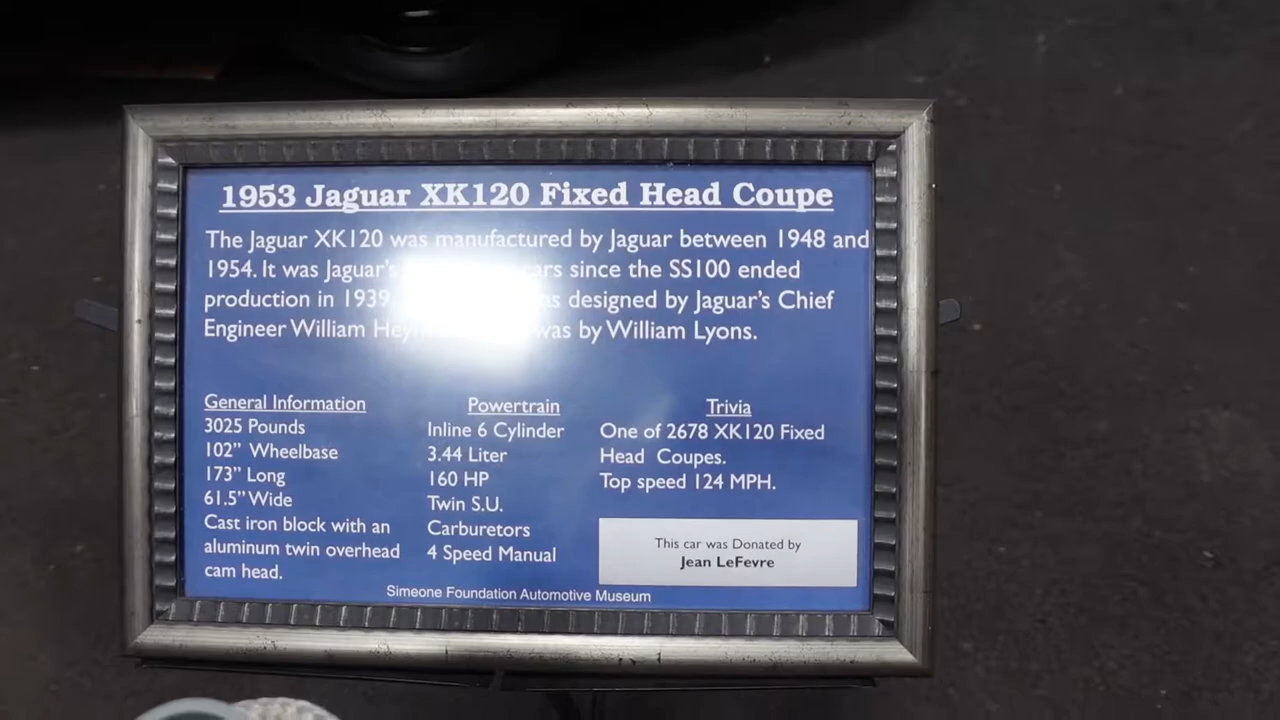 1953 Jaguar XK120 Fixed Head Coupe
The Jaguar XK120 was manufactured by Jaguar between 1948 and
1954. It was Jaguar's cars since the SS100 ended
production in 1939. designed by Jaguar's Chief
Engineer William was by William Lyons.
General Information
3025 Pounds
102” Wheelbase
173” Long
61.5” Wide
Cast iron block with an
aluminum twin overhead
cam head.
Powertrain
Inline 6 Cylinder
3.44 Liter
160 HP
Twin S.U.
Carburetors
4 Speed Manual
Trivia
One of 2678 XK120 Fixed
Head Coupes.
Top speed 124 MPH.
This car was Donated by
Jean LeFevre
Simeone Foundation Automotive Museum